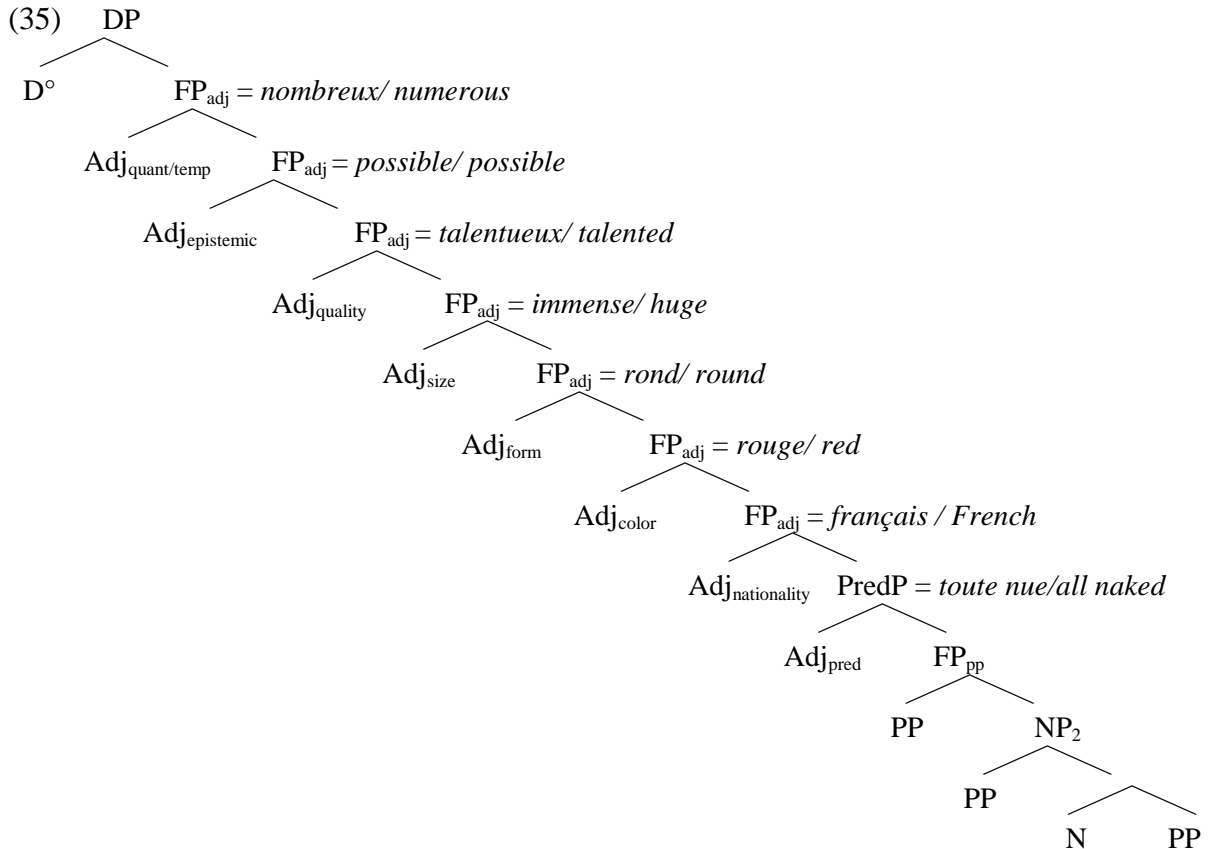 (35) DP
D° FPadj = nombreux/ numerous
Adjquant/temp FPadj = possible/ possible
Adjepistemic FPadj = talentueux/ talented
Adjquality FPadj = immense/ huge
Adjsize FPadj = rond/ round
Adjform FPadj = rouge/ red
Adjcolor FPadj = français / French
Adjnationality PredP = toute nue/all naked
Adjpred FPpp
PP NP2
PP
N PP